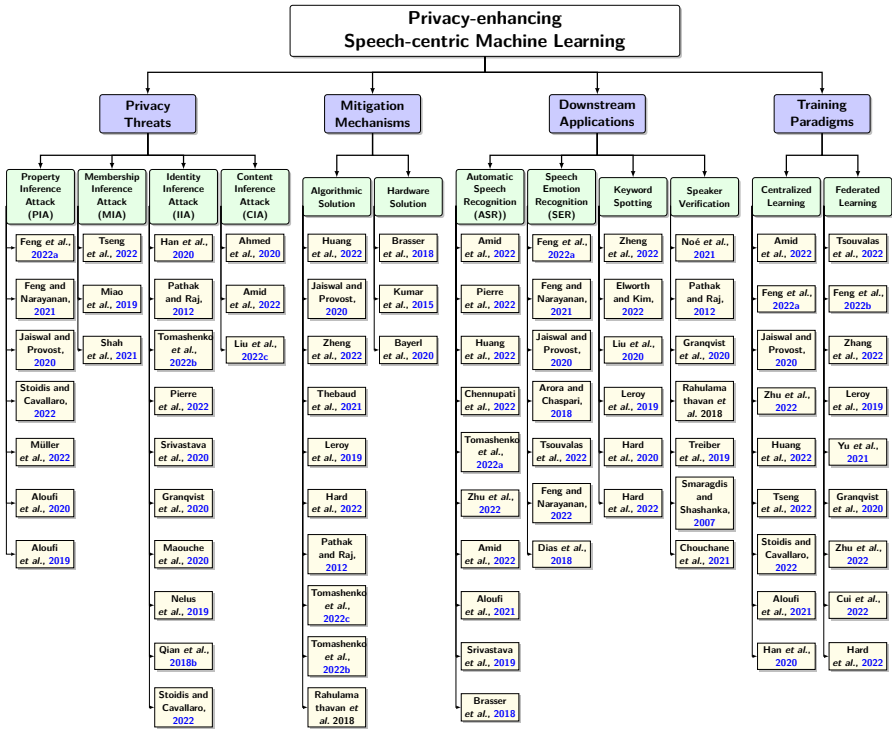 Privacy-enhancing
Speech-centric Machine Learning
Privacy
Threats
Mitigation
Mechanisms
Downstream
Applications
Training
Paradigms
Property
Inference
Attack
(PIA)
Membership
Inference
Attack (MIA)
Identity
Inference
Attack
(IIA)
Content
Inference
Attack (CIA)
Algorithmic
Solution
Hardware
Solution
Automatic
Speech
Recognition
(ASR))
Speech
Emotion
Recognition
(SER)
Keyword
Spotting
Speaker
Verification
Centralized
Learning
Federated
Learning
Feng et al.,
2022a
Feng and
Narayanan,
2021
Jaiswal and
Provost,
2020
Stoidis and
Cavallaro,
2022
Müller
et al., 2022
Aloufi
et al., 2020
Aloufi
et al., 2019
Tseng
et al., 2022
Miao
et al., 2019
Shah
et al., 2021
Han et al.,
2020
Pathak
and Raj,
2012
Tomashenko
et al.,
2022b
Pierre
et al., 2022
Srivastava
et al., 2020
Granqvist
et al., 2020
Maouche
et al., 2020
Nelus
et al., 2019
Qian et al.,
2018b
Stoidis and
Cavallaro,
2022
Ahmed
et al., 2020
Amid
et al., 2022
Liu et al.,
2022c
Huang
et al., 2022
Jaiswal and
Provost,
2020
Zheng
et al., 2022
Thebaud
et al., 2021
Leroy
et al., 2019
Hard
et al., 2022
Pathak
and Raj,
2012
Tomashenko
et al.,
2022c
Tomashenko
et al.,
2022b
Rahulama
thavan et
al. 2018
Brasser
et al., 2018
Kumar
et al., 2015
Bayerl
et al., 2020
Amid
et al., 2022
Pierre
et al., 2022
Huang
et al., 2022
Chennupati
et al., 2022
Tomashenko
et al.,
2022a
Zhu et al.,
2022
Amid
et al., 2022
Aloufi
et al., 2021
Srivastava
et al., 2019
Brasser
et al., 2018
Feng et al.,
2022a
Feng and
Narayanan,
2021
Jaiswal and
Provost,
2020
Arora and
Chaspari,
2018
Tsouvalas
et al., 2022
Feng and
Narayanan,
2022
Dias et al.,
2018
Zheng
et al., 2022
Elworth
and Kim,
2022
Liu et al.,
2020
Leroy
et al., 2019
Hard
et al., 2020
Hard
et al., 2022
Noé et al.,
2021
Pathak
and Raj,
2012
Granqvist
et al., 2020
Rahulama
thavan et
al. 2018
Treiber
et al., 2019
Smaragdis
and
Shashanka,
2007
Chouchane
et al., 2021
Amid
et al., 2022
Feng et al.,
2022a
Jaiswal and
Provost,
2020
Zhu et al.,
2022
Huang
et al., 2022
Tseng
et al., 2022
Stoidis and
Cavallaro,
2022
Aloufi
et al., 2021
Han et al.,
2020
Tsouvalas
et al., 2022
Feng et al.,
2022b
Zhang
et al., 2022
Leroy
et al., 2019
Yu et al.,
2021
Granqvist
et al., 2020
Zhu et al.,
2022
Cui et al.,
2022
Hard
et al., 2022